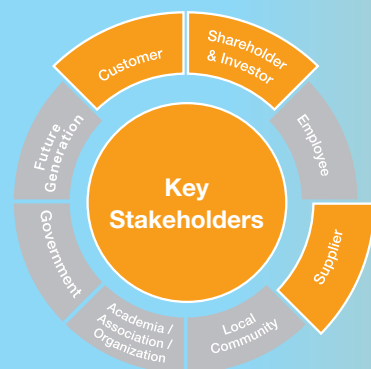 Customer
Shareholder
& Investor
Employee
Supplier
Local
Community
Academia /
Association /
Organization
Government
Future
Generation
Key
Stakeholders